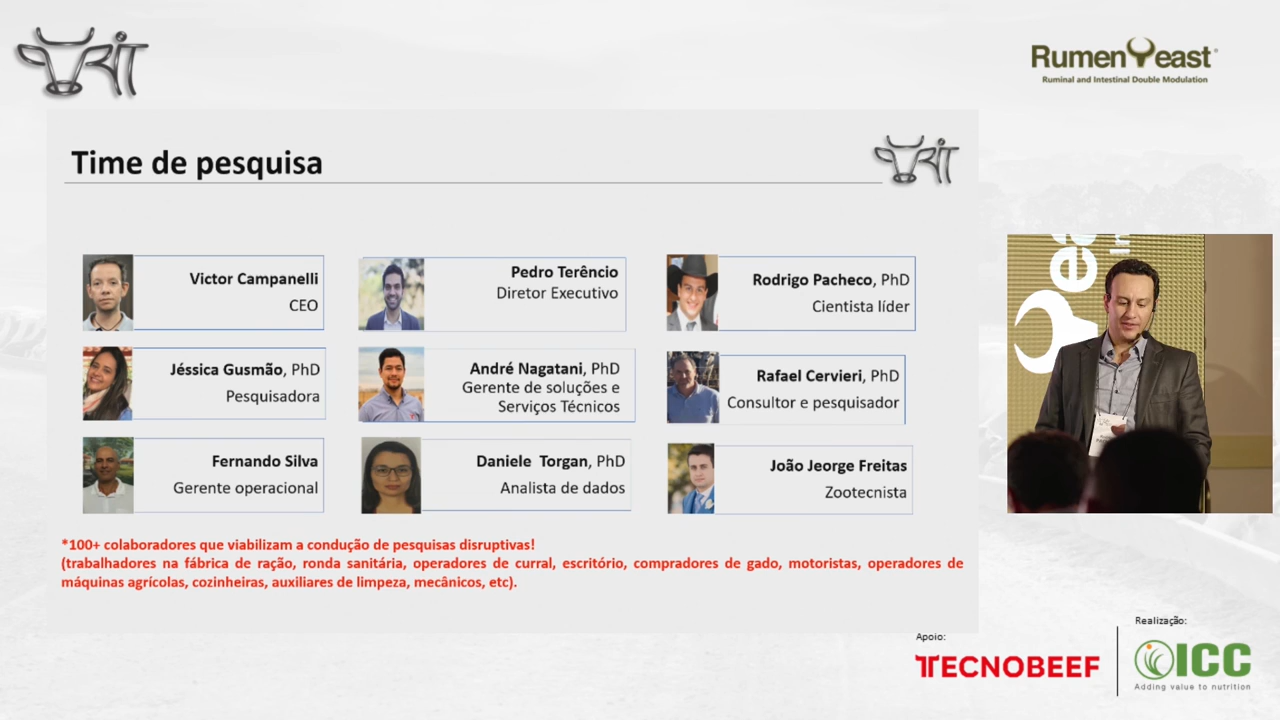 RIT
RumenYeast®
Ruminal and Intestinal Double Modulation
Time de pesquisa
RIT
Victor Campanelli
CEO
Pedro Terêncio
Diretor Executivo
Rodrigo Pacheco, PhD
Cientista líder
Jéssica Gusmão, PhD
Pesquisadora
André Nagatani, PhD
Gerente de soluções e
Serviços Técnicos
Rafael Cervieri, PhD
Consultor e pesquisador
Fernando Silva
Gerente operacional
Daniele Torgan, PhD
Analista de dados
João Jeorge Freitas
Zootecnista
*100+ colaboradores que viabilizam a condução de pesquisas disruptivas!
(trabalhadores na fábrica de ração, ronda sanitária, operadores de curral, escritório, compradores de gado, motoristas, operadores de
máquinas agrícolas, cozinheiras, auxiliares de limpeza, mecânicos, etc).
Apoio:
TECNOBEEF
Realização:
ICC
Adding value to nutrition